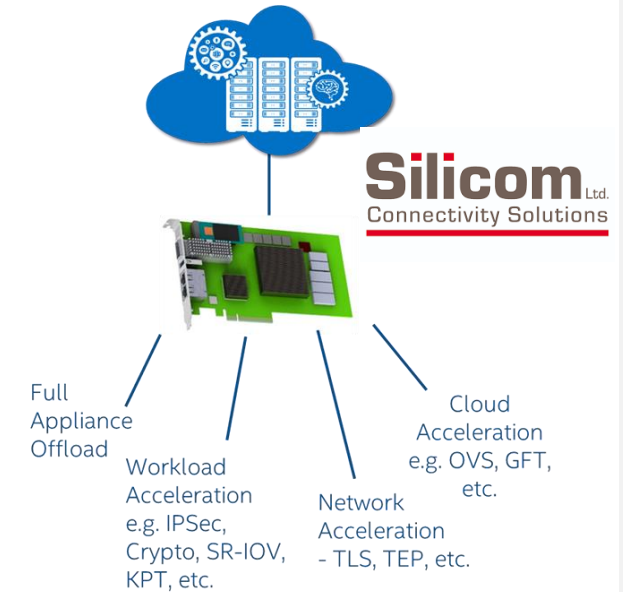 Silicom Ltd.
Connectivity Solutions
Full
Appliance
Offload
Workload
Acceleration
e.g. IPSec,
Crypto, SR-IOV,
KPT, etc.
Network
Acceleration
- TLS, TEP, etc.
Cloud
Acceleration
e.g. OVS, GFT,
etc.